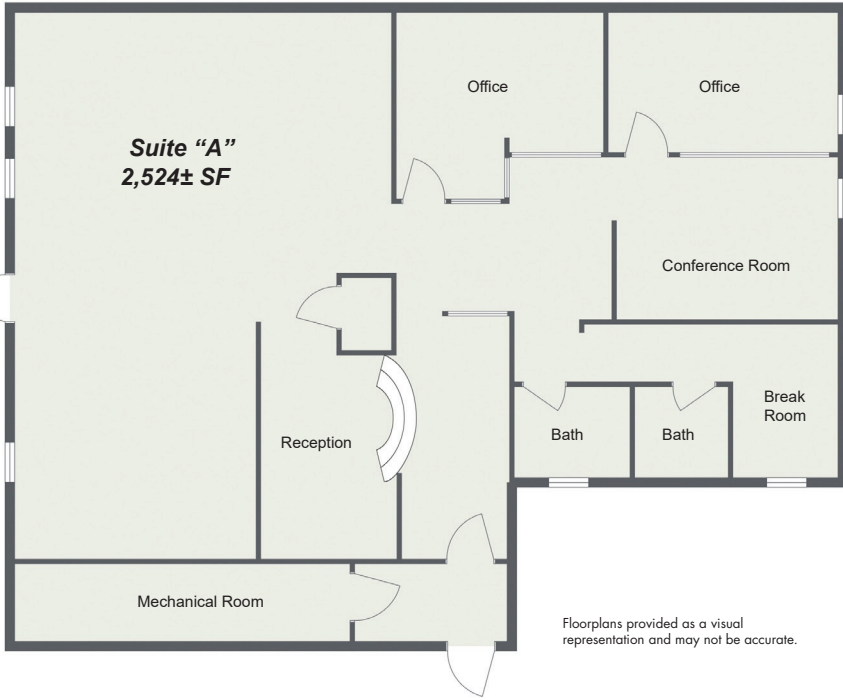 Office
Office
Suite “A”
2,524± SF
Conference Room
Break
Room
Reception
Bath
Bath
Mechanical Room
Floorplans provided as a visual
representation and may not be accurate.